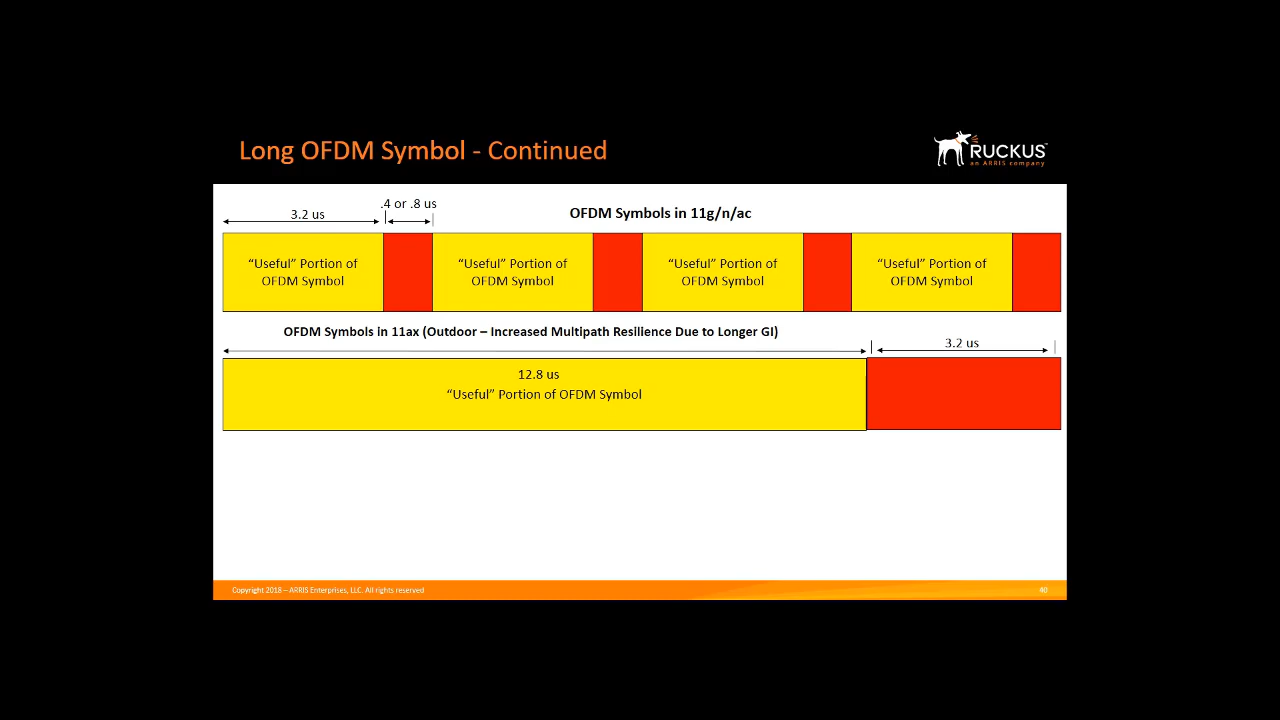 Long OFDM Symbol - Continued
RUCKUS
an ARRIS company
3.2 us
.4 or .8 us
OFDM Symbols in 11g/n/ac
“Useful” Portion of
OFDM Symbol
“Useful” Portion of
OFDM Symbol
“Useful” Portion of
OFDM Symbol
“Useful” Portion of
OFDM Symbol
OFDM Symbols in 11ax (Outdoor – Increased Multipath Resilience Due to Longer GI)
3.2 us
12.8 us
“Useful” Portion of OFDM Symbol
Copyright 2018 – ARRIS Enterprises, LLC. All rights reserved
40